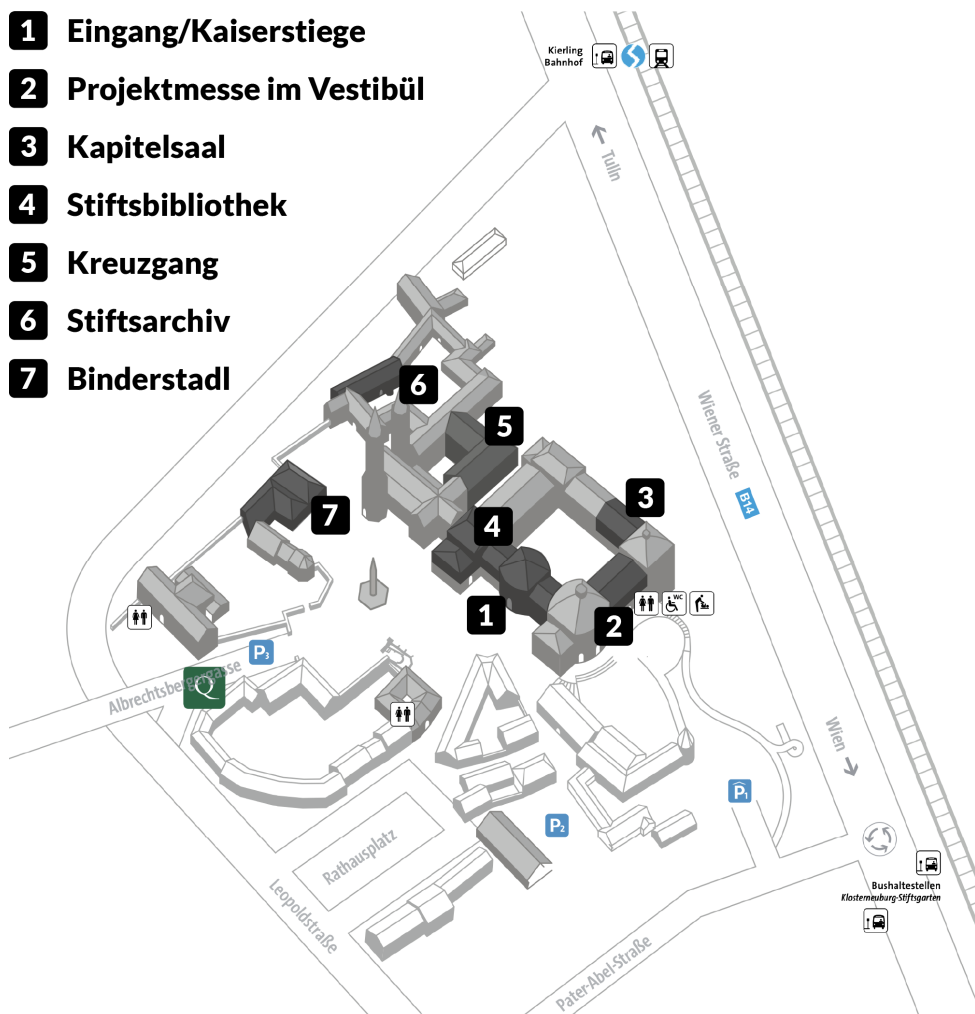 1 Eingang/Kaiserstiege
2 Projektmesse im Vestibül
3 Kapitelsaal
4 Stiftsbibliothek
5 Kreuzgang
6 Stiftsarchiv
7 Binderstadl
Kierling
Bahnhof
Tulln
Wiener Straße
B14
6
5
3
7
4
1
2
WC
P3
Albrechtsbergergasse
Q
Wien
P1
P2
Rathausplatz
Leopoldstraße
Bushaltestellen
Klosterneuburg-Stiftsgarten
Pater-Abel-Straße